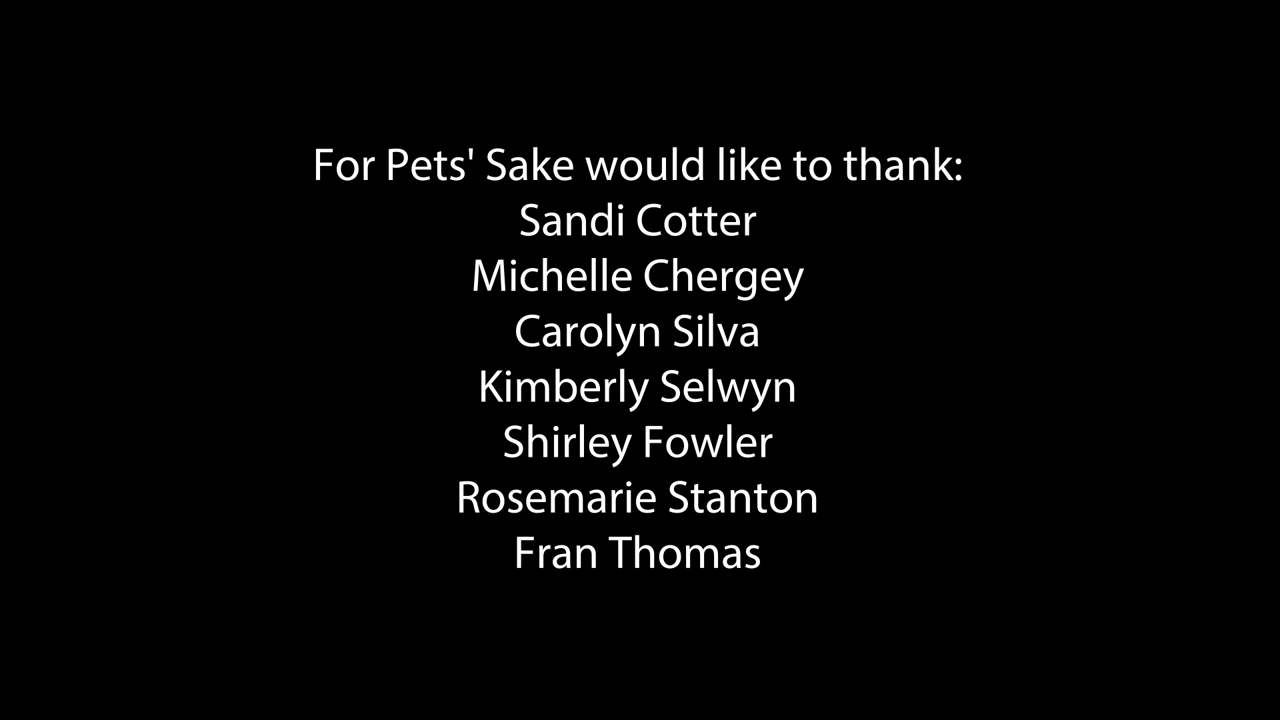 For Pets' Sake would like to thank:
Sandi Cotter
Michelle Chergey
Carolyn Silva
Kimberly Selwyn
Shirley Fowler
Rosemarie Stanton
Fran Thomas